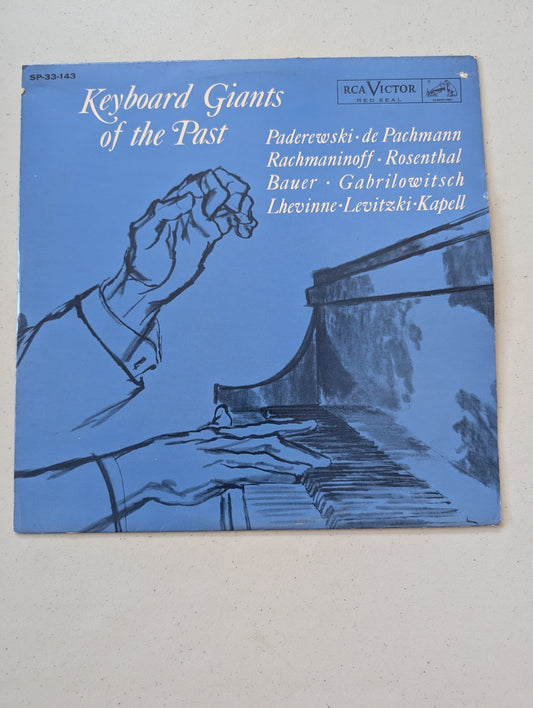 SP-33-143
Keyboard Giants
of the Past
RCA VICTOR
RED SEAL
Paderewski · de Pachmann
Rachmaninoff · Rosenthal
Bauer · Gabrilowitsch
Lhevinne · Levitzki · Kapell